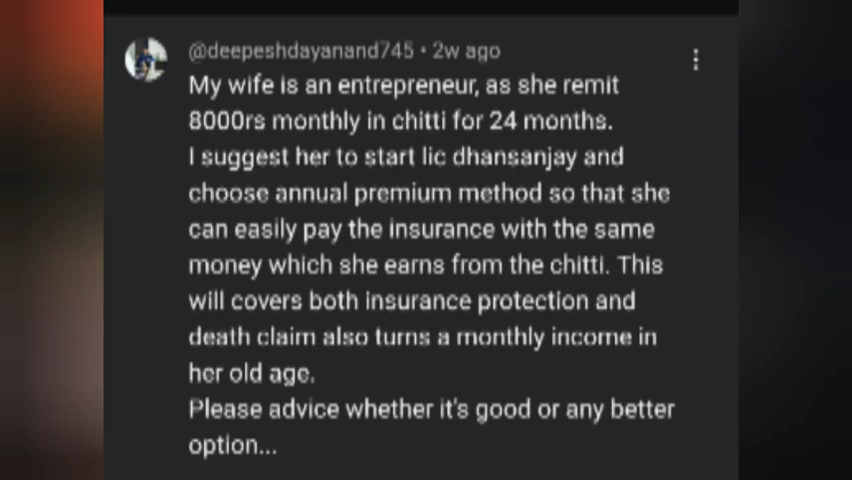 @deepeshdayanand745 • 2w ago
My wife is an entrepreneur, as she remit
8000rs monthly in chitti for 24 months.
I suggest her to start lic dhansanjay and
choose annual premium method so that she
can easily pay the insurance with the same
money which she earns from the chitti. This
will covers both insurance protection and
death claim also turns a monthly income in
her old age.
Please advice whether it's good or any better
option...